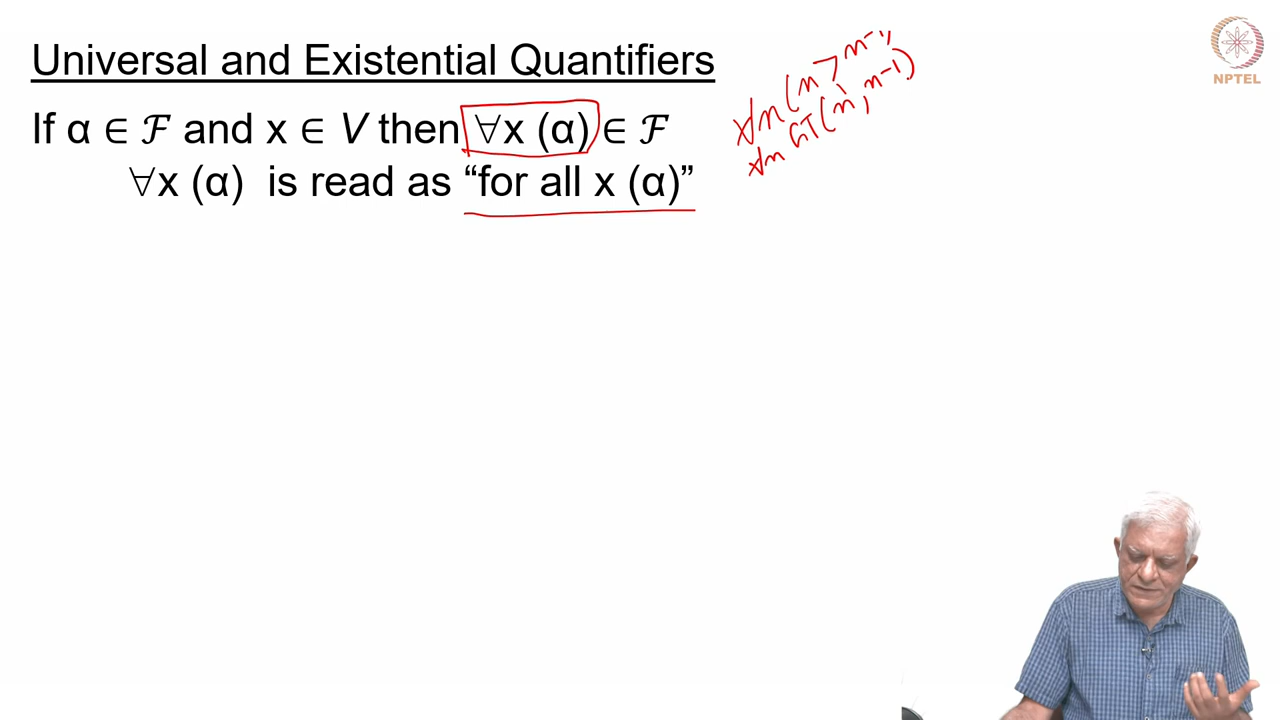 Universal and Existential Quantifiers
If α ∈ ℱ and x ∈ V then ∀x (α) ∈ ℱ
∀x (α) is read as “for all x (α)”
∀n (n > n-1)
∀n GT(n, n-1)
NPTEL